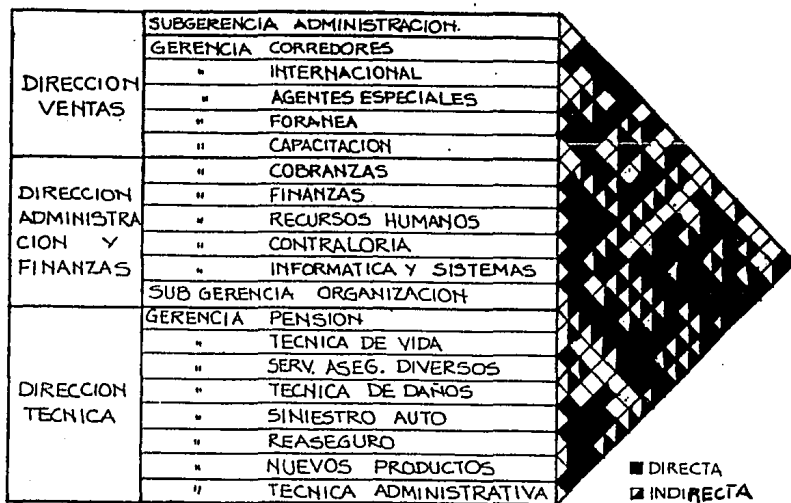 DIRECCION
VENTAS
SUBGERENCIA ADMINISTRACION.
GERENCIA CORREDORES
" INTERNACIONAL
" AGENTES ESPECIALES
" FORANEA
" CAPACITACION
DIRECCION
ADMINISTRA
CION Y
FINANZAS
" COBRANZAS
" FINANZAS
" RECURSOS HUMANOS
" CONTRALORIA
" INFORMATICA Y SISTEMAS
SUB GERENCIA ORGANIZACION
DIRECCION
TECNICA
GERENCIA PENSION
" TECNICA DE VIDA
" SERV. ASEG. DIVERSOS
" TECNICA DE DAÑOS
" SINIESTRO AUTO
" REASEGURO
" NUEVOS PRODUCTOS
" TECNICA ADMINISTRATIVA
DIRECTA
INDIRECTA